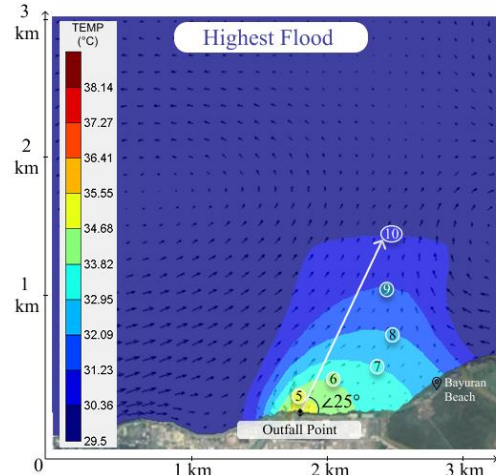 3
km
TEMP
(°C)
Highest Flood
38.14
37.27
36.41
35.55
34.68
33.82
32.95
32.09
31.23
30.36
29.5
2
km
1
km
10
9
8
7
6
5
∠25°
Bayuran
Beach
Outfall Point
0
1 km
2 km
3 km